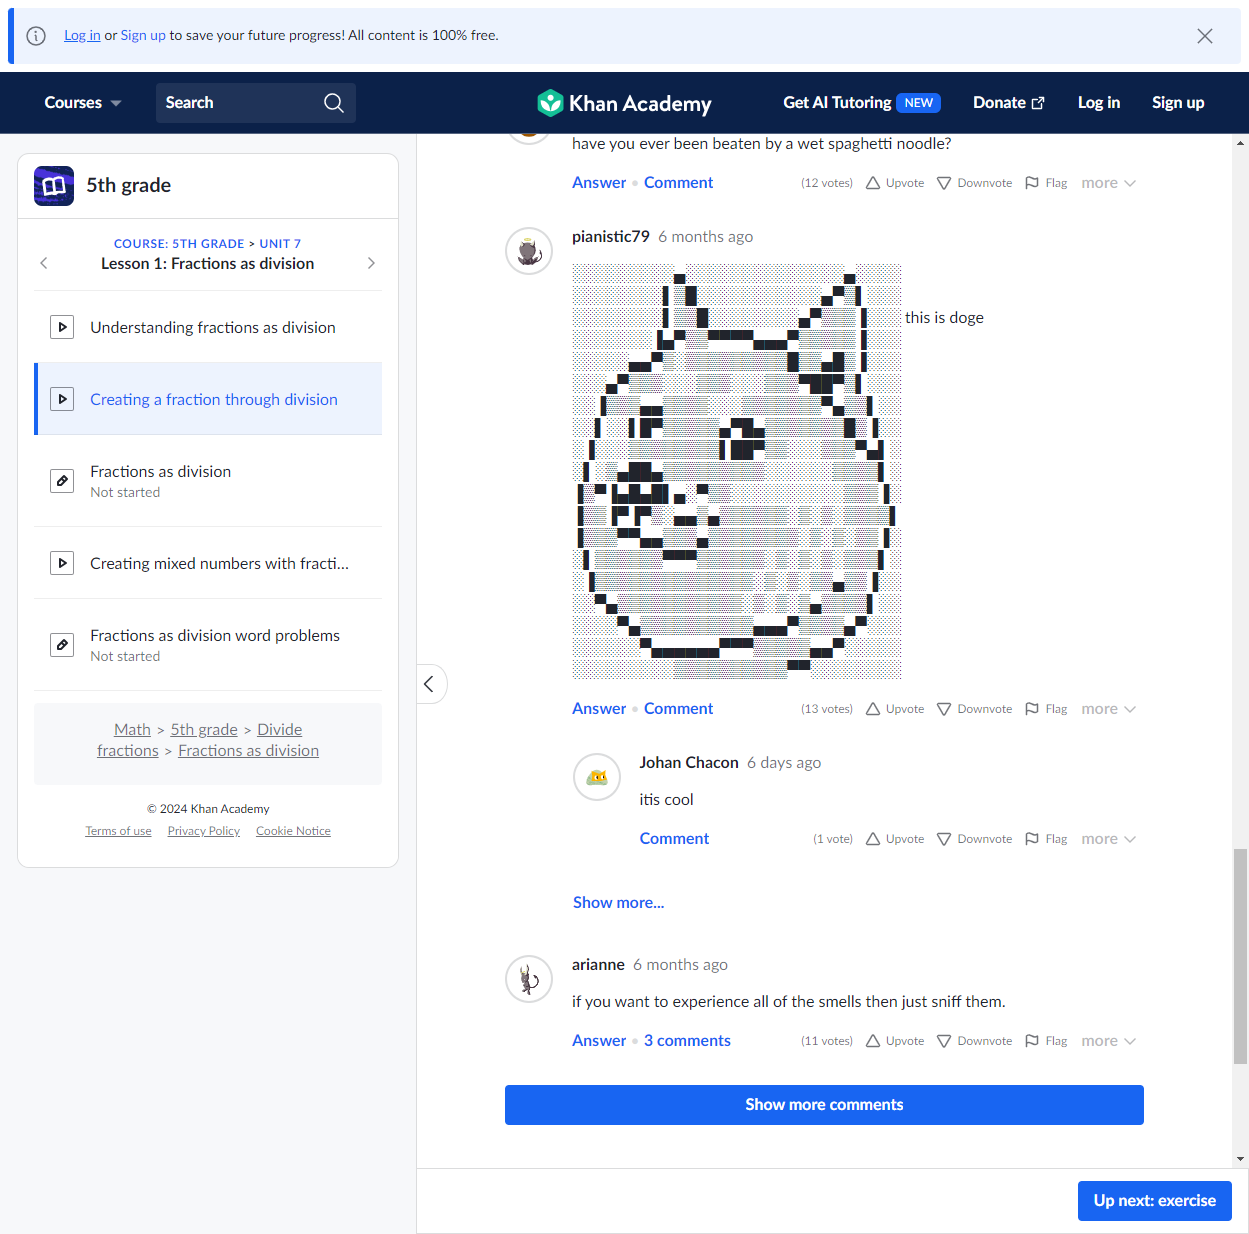 Log in or Sign up to save your future progress! All content is 100% free.
Courses
Search
Khan Academy
Get AI Tutoring NEW
Donate
Log in
Sign up
5th grade
COURSE: 5TH GRADE > UNIT 7
Lesson 1: Fractions as division
Understanding fractions as division
Creating a fraction through division
Fractions as division
Not started
Creating mixed numbers with fracti...
Fractions as division word problems
Not started
Math > 5th grade > Divide
fractions > Fractions as division
© 2024 Khan Academy
Terms of use Privacy Policy Cookie Notice
have you ever been beaten by a wet spaghetti noodle?
Answer • Comment (12 votes) Upvote Downvote Flag more
pianistic79 6 months ago
this is doge
Answer • Comment (13 votes) Upvote Downvote Flag more
Johan Chacon 6 days ago
itis cool
Comment (1 vote) Upvote Downvote Flag more
Show more...
arianne 6 months ago
if you want to experience all of the smells then just sniff them.
Answer • 3 comments (11 votes) Upvote Downvote Flag more
Show more comments
Up next: exercise